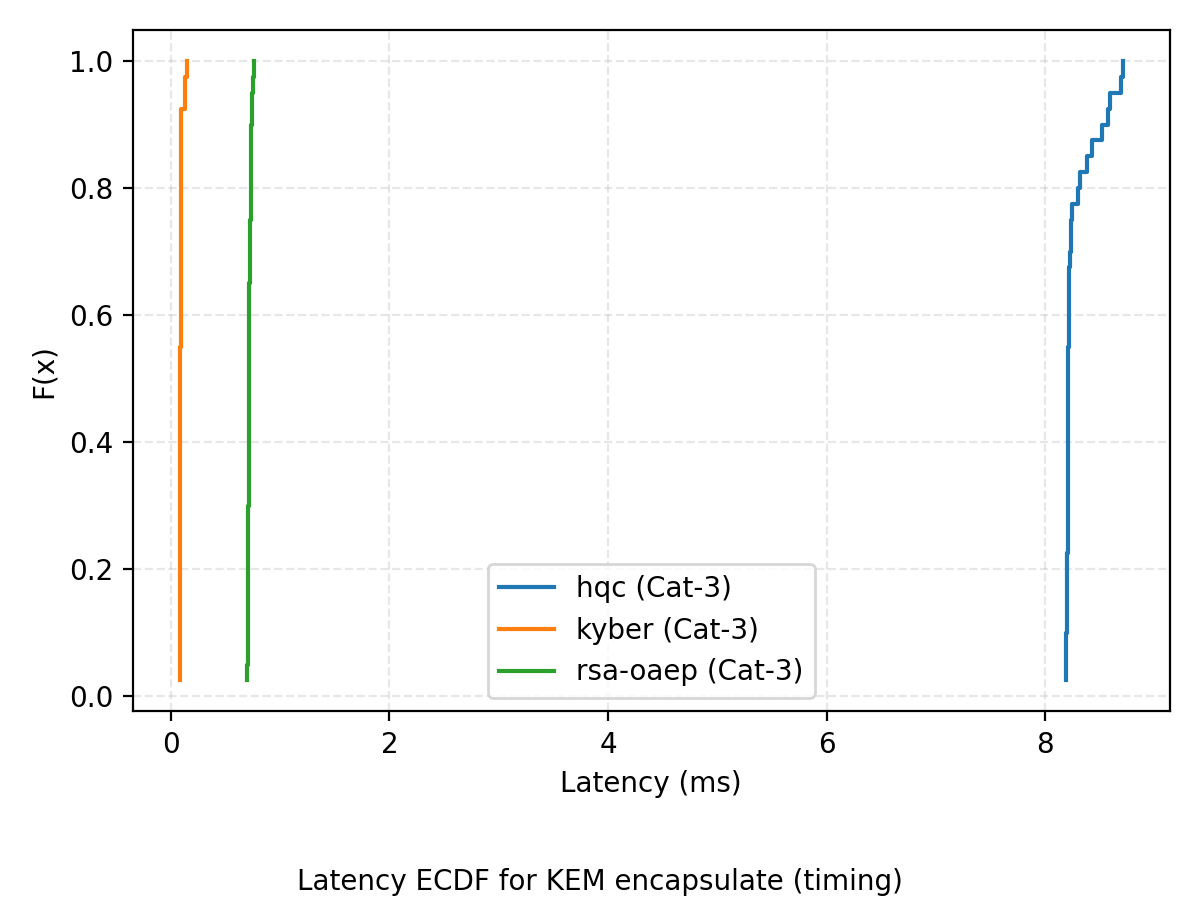 1.0
0.8
0.6
0.4
0.2
0.0
F(x)
hqc (Cat-3)
kyber (Cat-3)
rsa-oaep (Cat-3)
0 2 4 6 8
Latency (ms)
Latency ECDF for KEM encapsulate (timing)